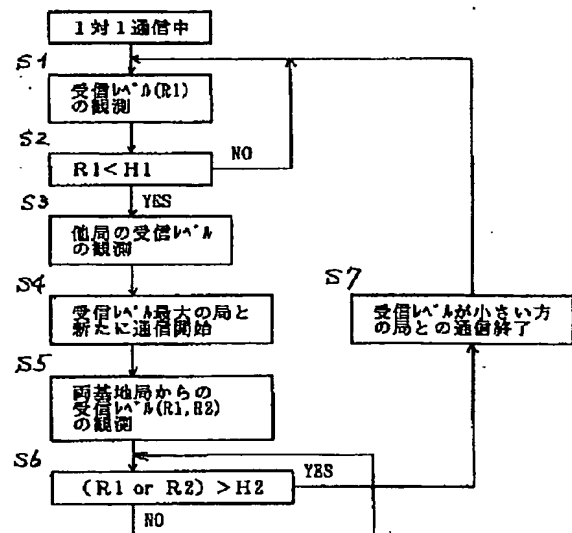 1対1通信中
S1
受信ﾚﾍﾞﾙ(R1)
の観測
S2
R1<H1
NO
YES
S3
他局の受信ﾚﾍﾞﾙ
の観測
S4
受信ﾚﾍﾞﾙ最大の局と
新たに通信開始
S5
両基地局からの
受信ﾚﾍﾞﾙ(R1,R2)
の観測
S6
(R1 or R2)>H2
YES
NO
S7
受信ﾚﾍﾞﾙが小さい方
の局との通信終了